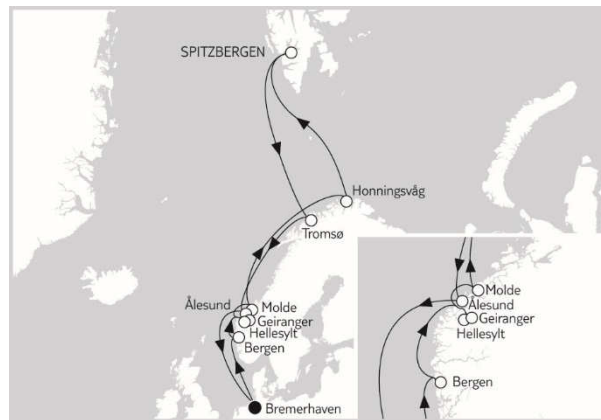 SPITZBERGEN
Honningsvåg
Tromsø
Ålesund
Molde
Geiranger
Hellesylt
Bergen
Bremerhaven
Molde
Ålesund
Geiranger
Hellesylt
Bergen